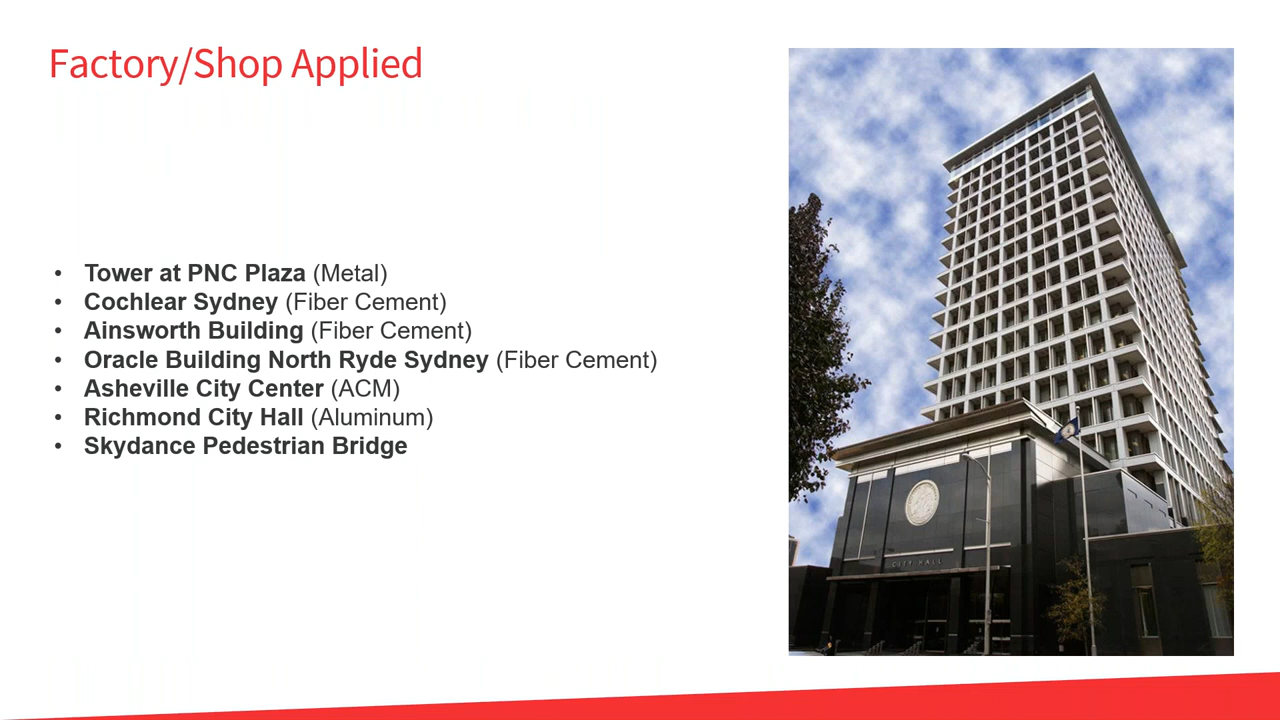 Factory/Shop Applied
• Tower at PNC Plaza (Metal)
• Cochlear Sydney (Fiber Cement)
• Ainsworth Building (Fiber Cement)
• Oracle Building North Ryde Sydney (Fiber Cement)
• Asheville City Center (ACM)
• Richmond City Hall (Aluminum)
• Skydance Pedestrian Bridge
CITY HALL